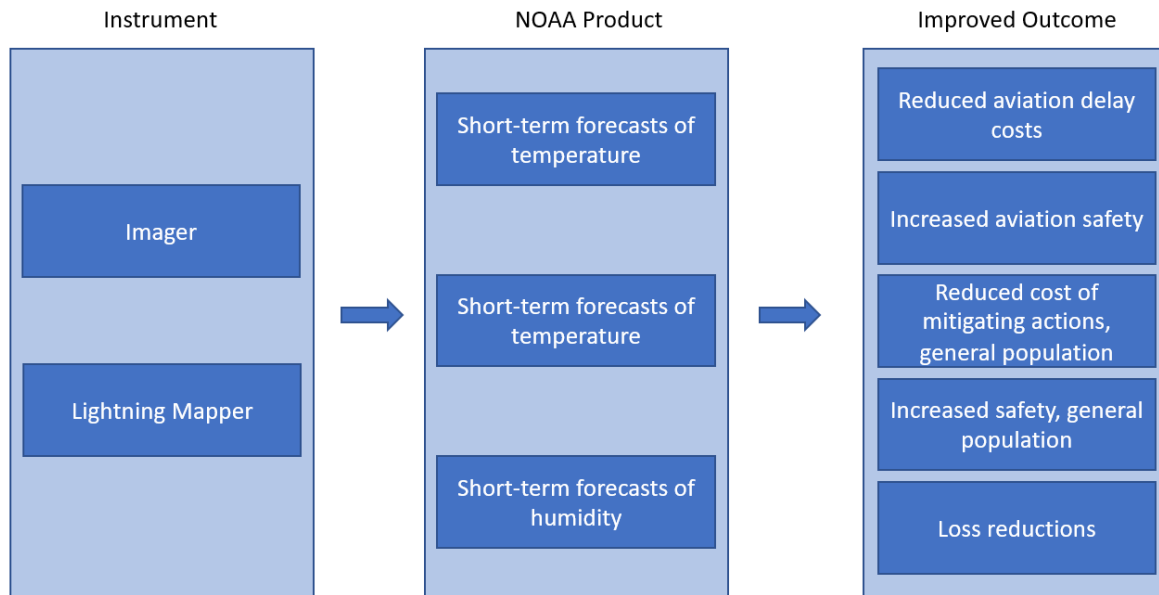 Instrument
Imager
Lightning Mapper
NOAA Product
Short-term forecasts of
temperature
Short-term forecasts of
temperature
Short-term forecasts of
humidity
Improved Outcome
Reduced aviation delay
costs
Increased aviation safety
Reduced cost of
mitigating actions,
general population
Increased safety, general
population
Loss reductions